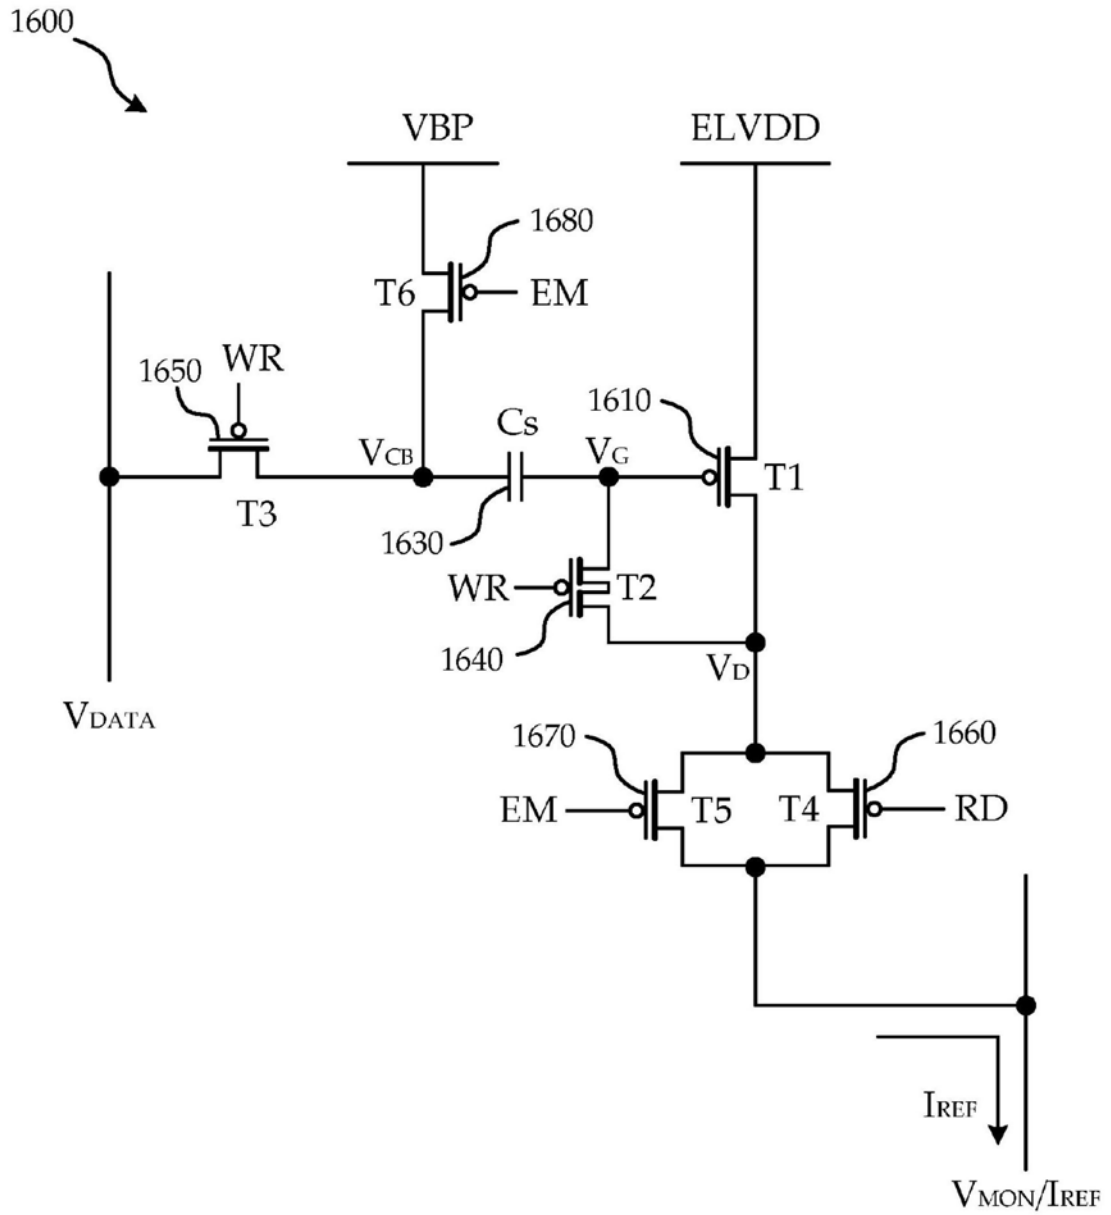 1600
VBP
ELVDD
1680
T6
EM
1650
WR
1610
Cs
VCB
VG
T1
T3
1630
WR
T2
1640
VD
VDATA
1670
1660
EM
T5
T4
RD
IREF
VMON/IREF